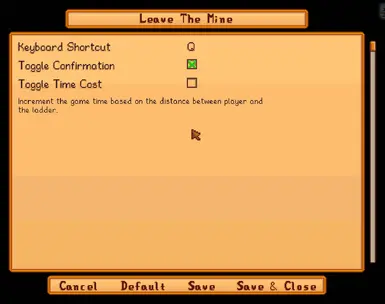 Leave The Mine
Keyboard Shortcut Q
Toggle Confirmation
Toggle Time Cost
Increment the game time based on the distance between player and
the ladder.
Cancel Default Save Save & Close